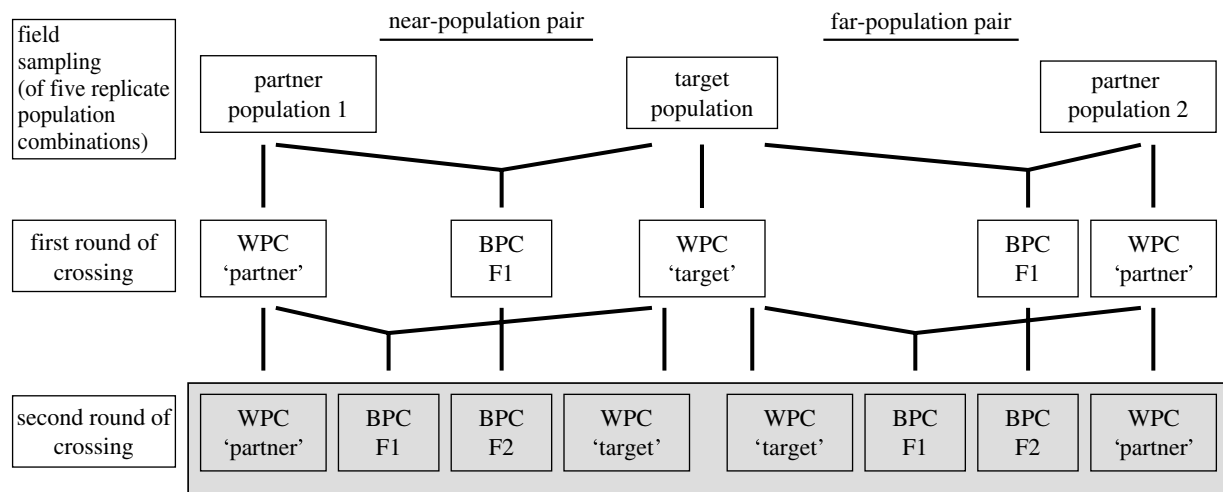 field
sampling
(of five replicate
population
combinations)
near-population pair
far-population pair
partner
population 1
target
population
partner
population 2
first round of
crossing
WPC
‘partner’
BPC
F1
WPC
‘target’
BPC
F1
WPC
‘partner’
second round of
crossing
WPC
‘partner’
BPC
F1
BPC
F2
WPC
‘target’
WPC
‘target’
BPC
F1
BPC
F2
WPC
‘partner’